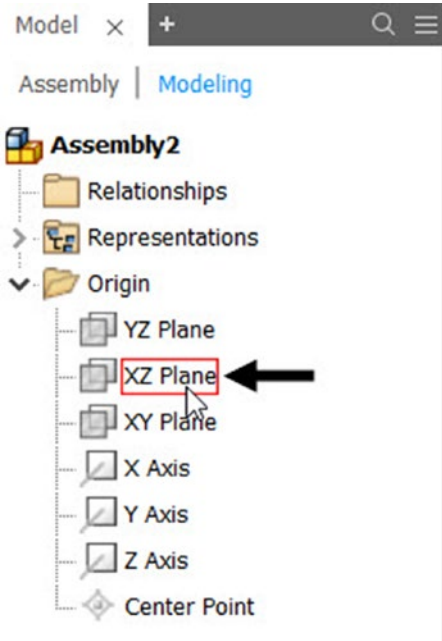 Model × +
Assembly | Modeling
Assembly2
Relationships
Representations
Origin
YZ Plane
XZ Plane
XY Plane
X Axis
Y Axis
Z Axis
Center Point